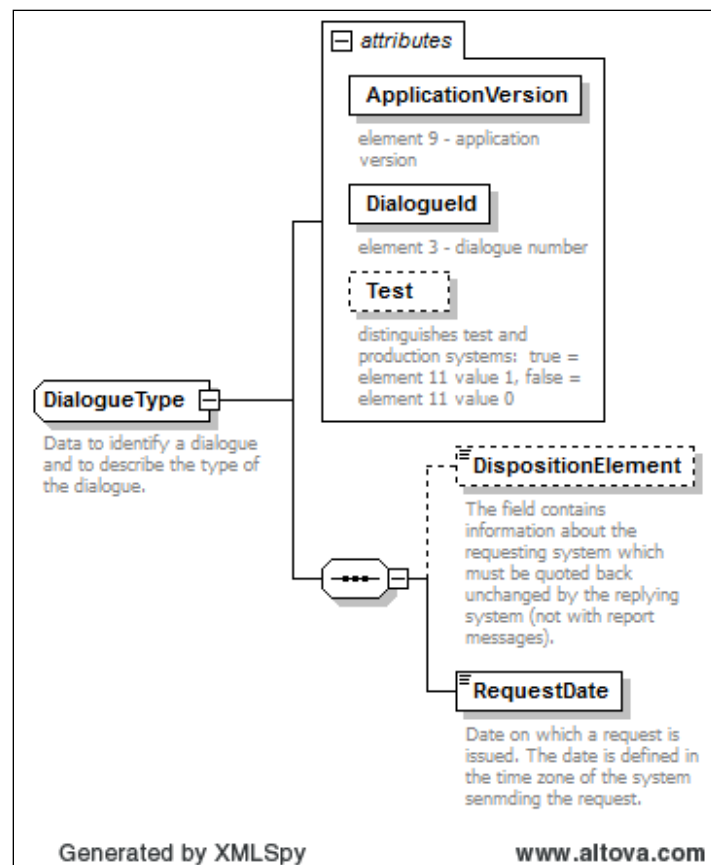 attributes
ApplicationVersion
element 9 - application
version
DialogueId
element 3 - dialogue number
Test
distinguishes test and
production systems:  true =
element 11 value 1, false =
element 11 value 0
DialogueType
Data to identify a dialogue
and to describe the type of
the dialogue.
DispositionElement
The field contains
information about the
requesting system which
must be quoted back
unchanged by the replying
system (not with report
messages).
RequestDate
Date on which a request is
issued. The date is defined in
the time zone of the system
senmding the request.
Generated by XMLSpy
www.altova.com